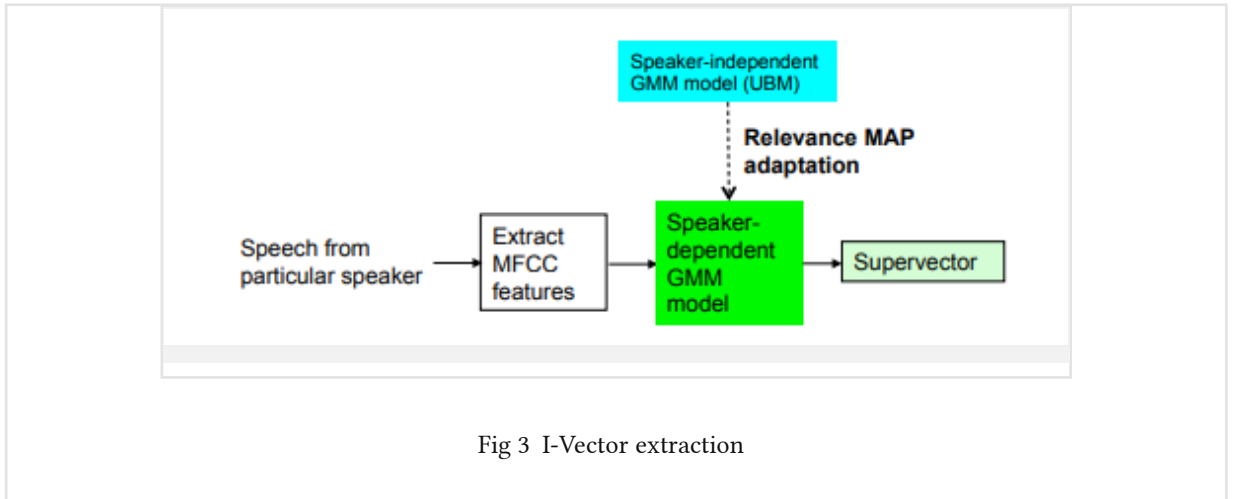 Speaker-independent
GMM model (UBM)
Relevance MAP
adaptation
Speech from
particular speaker
Extract
MFCC
features
Speaker-
dependent
GMM
model
Supervector
Fig 3 I-Vector extraction